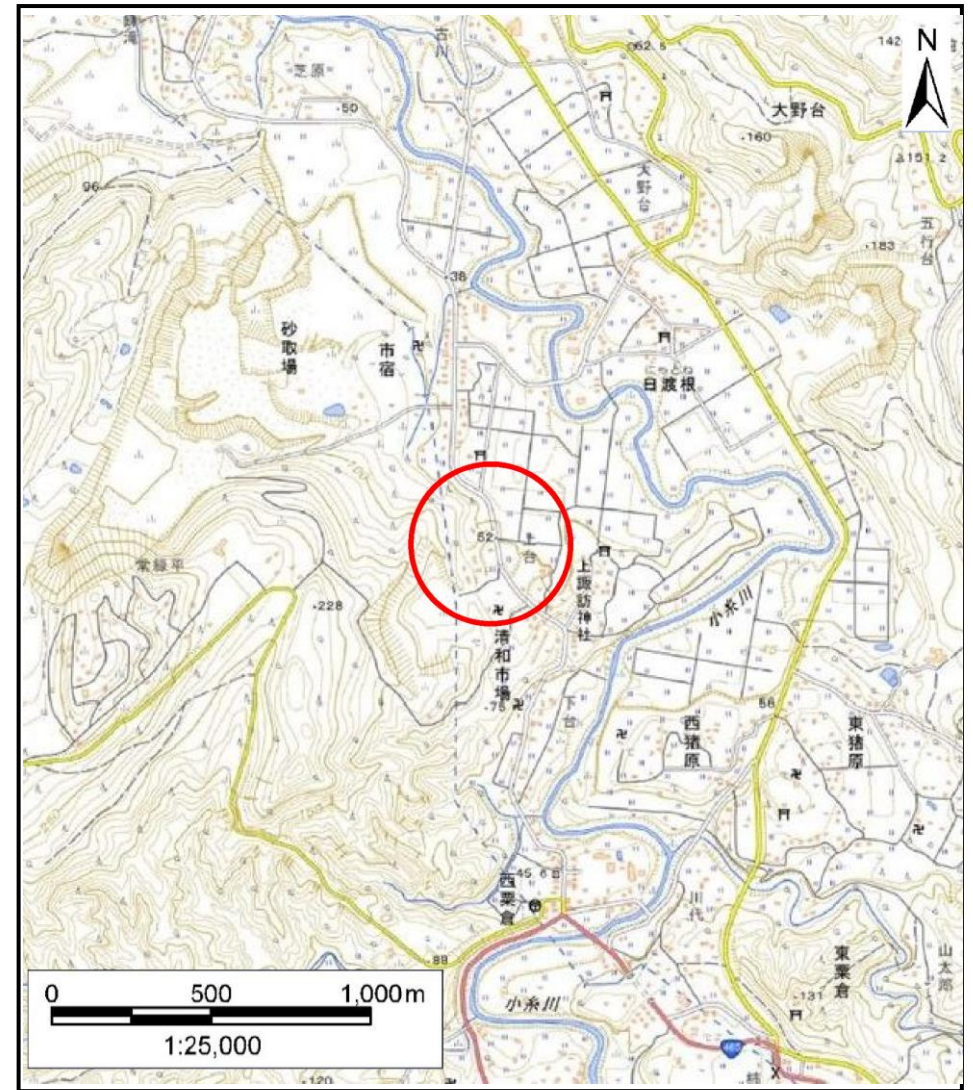 芝原
古川
62.5
142
N
大野台
50
160
151.2
大野台
五行台
183
96
38
砂取場
市宿
にっとね
日渡根
100
52
上台
常緑平
228
上諏訪神社
小糸川
清和市場
45
75
下台
56
西猪原
東猪原
250
45.6
西粟倉
川代
88
東粟倉
山太郎
131
小糸川
465
120
0 500 1,000m
1:25,000